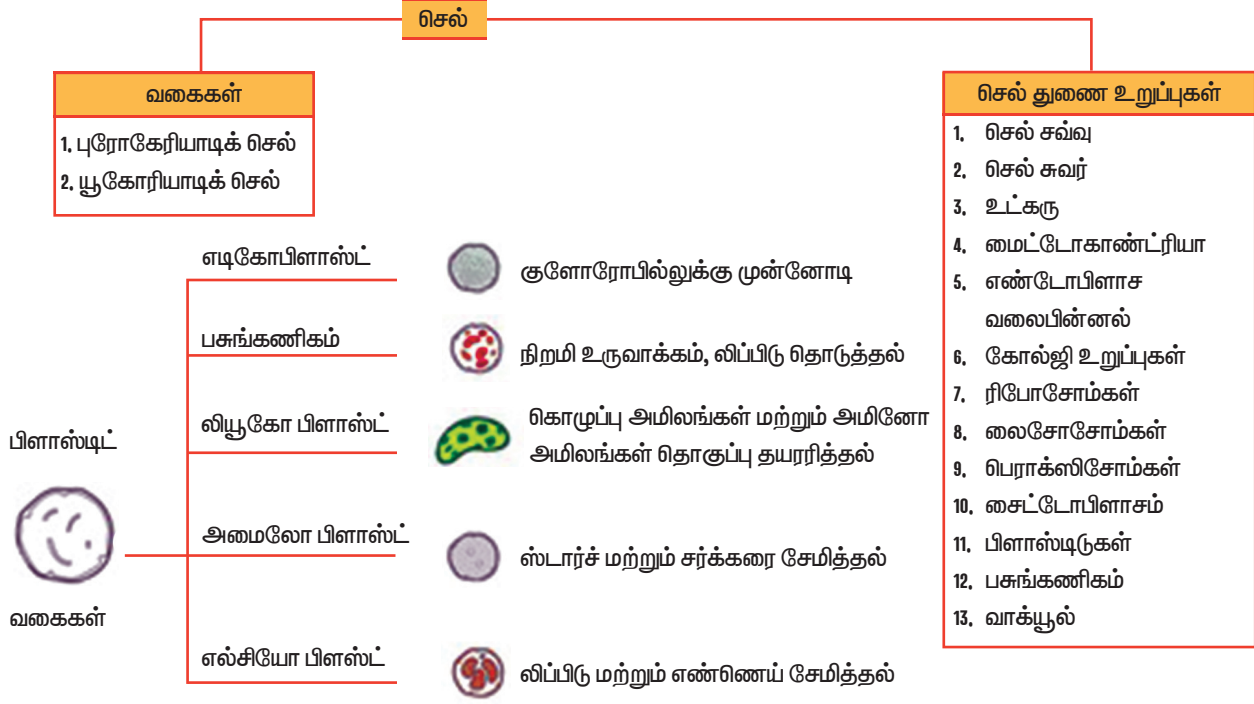 செல்
வகைகள்
1. புரோகேரியாடிக் செல்
2. யூகோரியாடிக் செல்
செல் துணை உறுப்புகள்
1. செல் சவ்வு
2. செல் சுவர்
3. உட்கரு
4. மைட்டோகாண்ட்ரியா
5. எண்டோபிளாச
வலைபின்னல்
6. கோல்ஜி உறுப்புகள்
7. ரிபோசோம்கள்
8. லைசோசோம்கள்
9. பெராக்ஸிசோம்கள்
10. சைட்டோபிளாசம்
11. பிளாஸ்டிடுகள்
12. பசுங்கணிகம்
13. வாக்யூல்
பிளாஸ்டிட்
வகைகள்
எடிகோபிளாஸ்ட்
குளோரோபில்லுக்கு முன்னோடி
பசுங்கணிகம்
நிறமி உருவாக்கம், லிப்பிடு தொடுத்தல்
லியூகோ பிளாஸ்ட்
கொழுப்பு அமிலங்கள் மற்றும் அமினோ
அமிலங்கள் தொகுப்பு தயரரித்தல்
அமைலோ பிளாஸ்ட்
ஸ்டார்ச் மற்றும் சர்க்கரை சேமித்தல்
எல்சியோ பிளஸ்ட்
லிப்பிடு மற்றும் எண்ணெய் சேமித்தல்